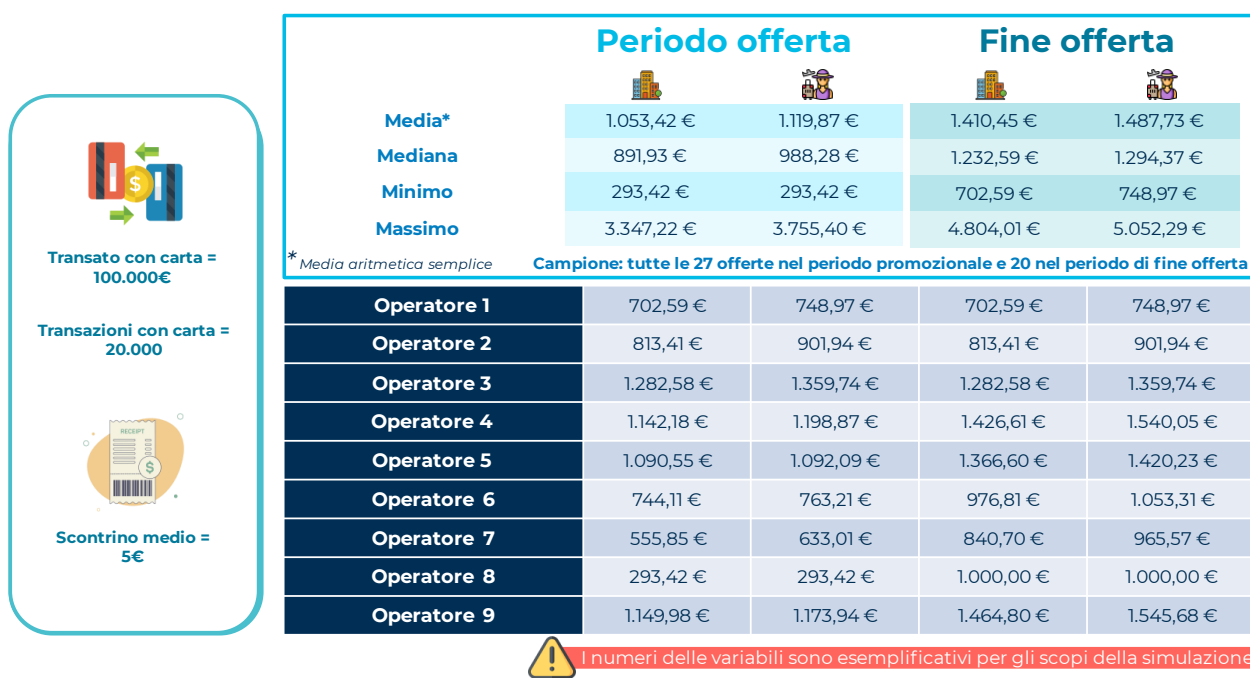 Periodo offerta Fine offerta
Media* 1.053,42 € 1.119,87 € 1.410,45 € 1.487,73 €
Mediana 891,93 € 988,28 € 1.232,59 € 1.294,37 €
Minimo 293,42 € 293,42 € 702,59 € 748,97 €
Massimo 3.347,22 € 3.755,40 € 4.804,01 € 5.052,29 €
* Media aritmetica semplice Campione: tutte le 27 offerte nel periodo promozionale e 20 nel periodo di fine offerta
Transato con carta =
100.000€
Transazioni con carta =
20.000
RECEIPT
Scontrino medio =
5€
Operatore 1 702,59 € 748,97 € 702,59 € 748,97 €
Operatore 2 813,41 € 901,94 € 813,41 € 901,94 €
Operatore 3 1.282,58 € 1.359,74 € 1.282,58 € 1.359,74 €
Operatore 4 1.142,18 € 1.198,87 € 1.426,61 € 1.540,05 €
Operatore 5 1.090,55 € 1.092,09 € 1.366,60 € 1.420,23 €
Operatore 6 744,11 € 763,21 € 976,81 € 1.053,31 €
Operatore 7 555,85 € 633,01 € 840,70 € 965,57 €
Operatore 8 293,42 € 293,42 € 1.000,00 € 1.000,00 €
Operatore 9 1.149,98 € 1.173,94 € 1.464,80 € 1.545,68 €
I numeri delle variabili sono esemplificativi per gli scopi della simulazione